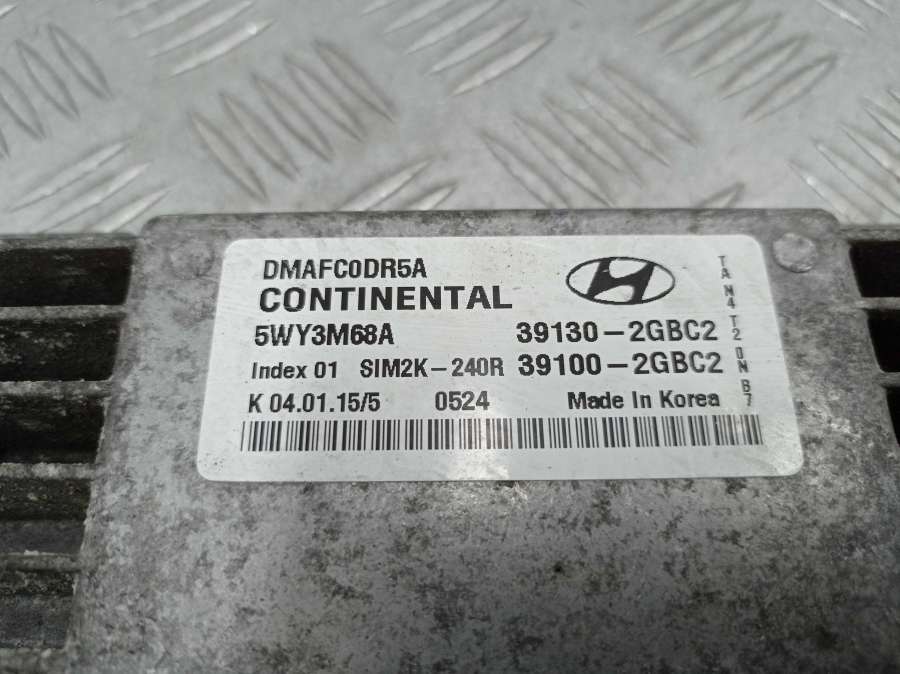 DMAFC0DR5A
CONTINENTAL
5WY3M68A 39130-2GBC2
Index 01 SIM2K-240R 39100-2GBC2
K 04.01.15/5 0524 Made In Korea
TAN4T20NB7